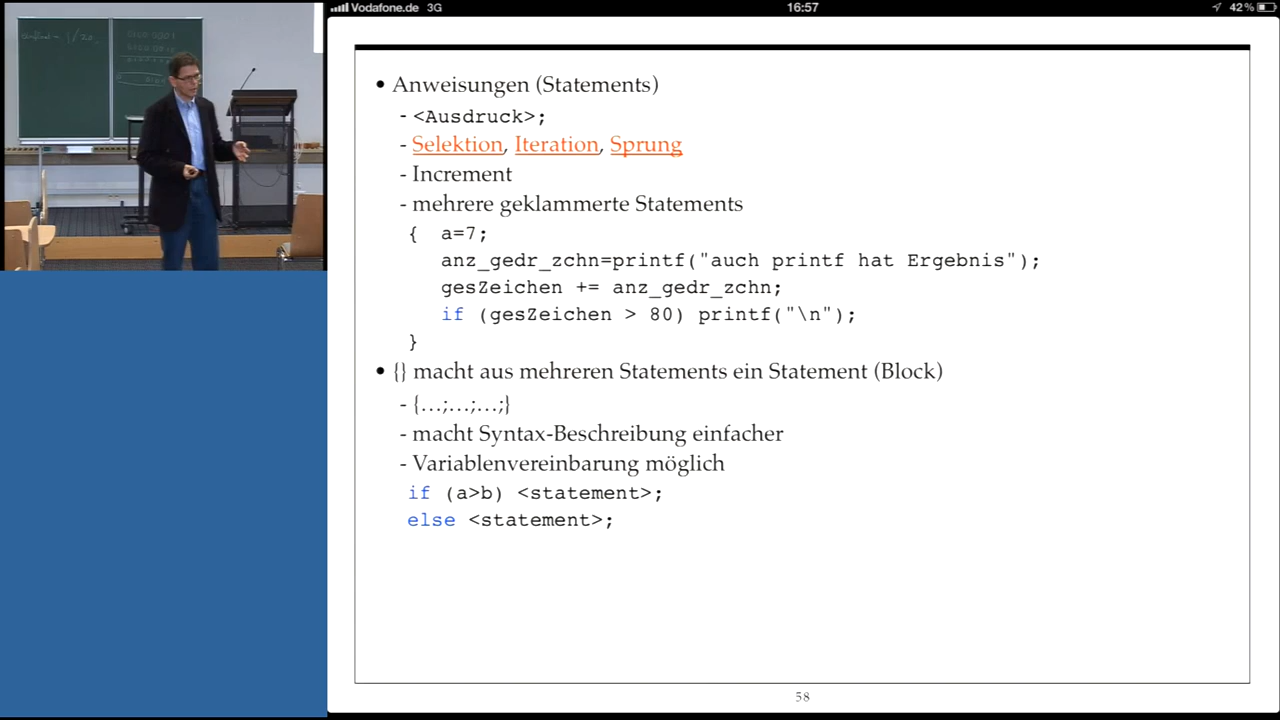 Vodafone.de 3G 16:57 42 %
• Anweisungen (Statements)
- <Ausdruck>;
- Selektion, Iteration, Sprung
- Increment
- mehrere geklammerte Statements
{ a=7;
anz_gedr_zchn=printf("auch printf hat Ergebnis");
gesZeichen += anz_gedr_zchn;
if (gesZeichen > 80) printf("\n");
}
• {} macht aus mehreren Statements ein Statement (Block)
- {…;…;…;}
- macht Syntax-Beschreibung einfacher
- Variablenvereinbarung möglich
if (a>b) <statement>;
else <statement>;
58